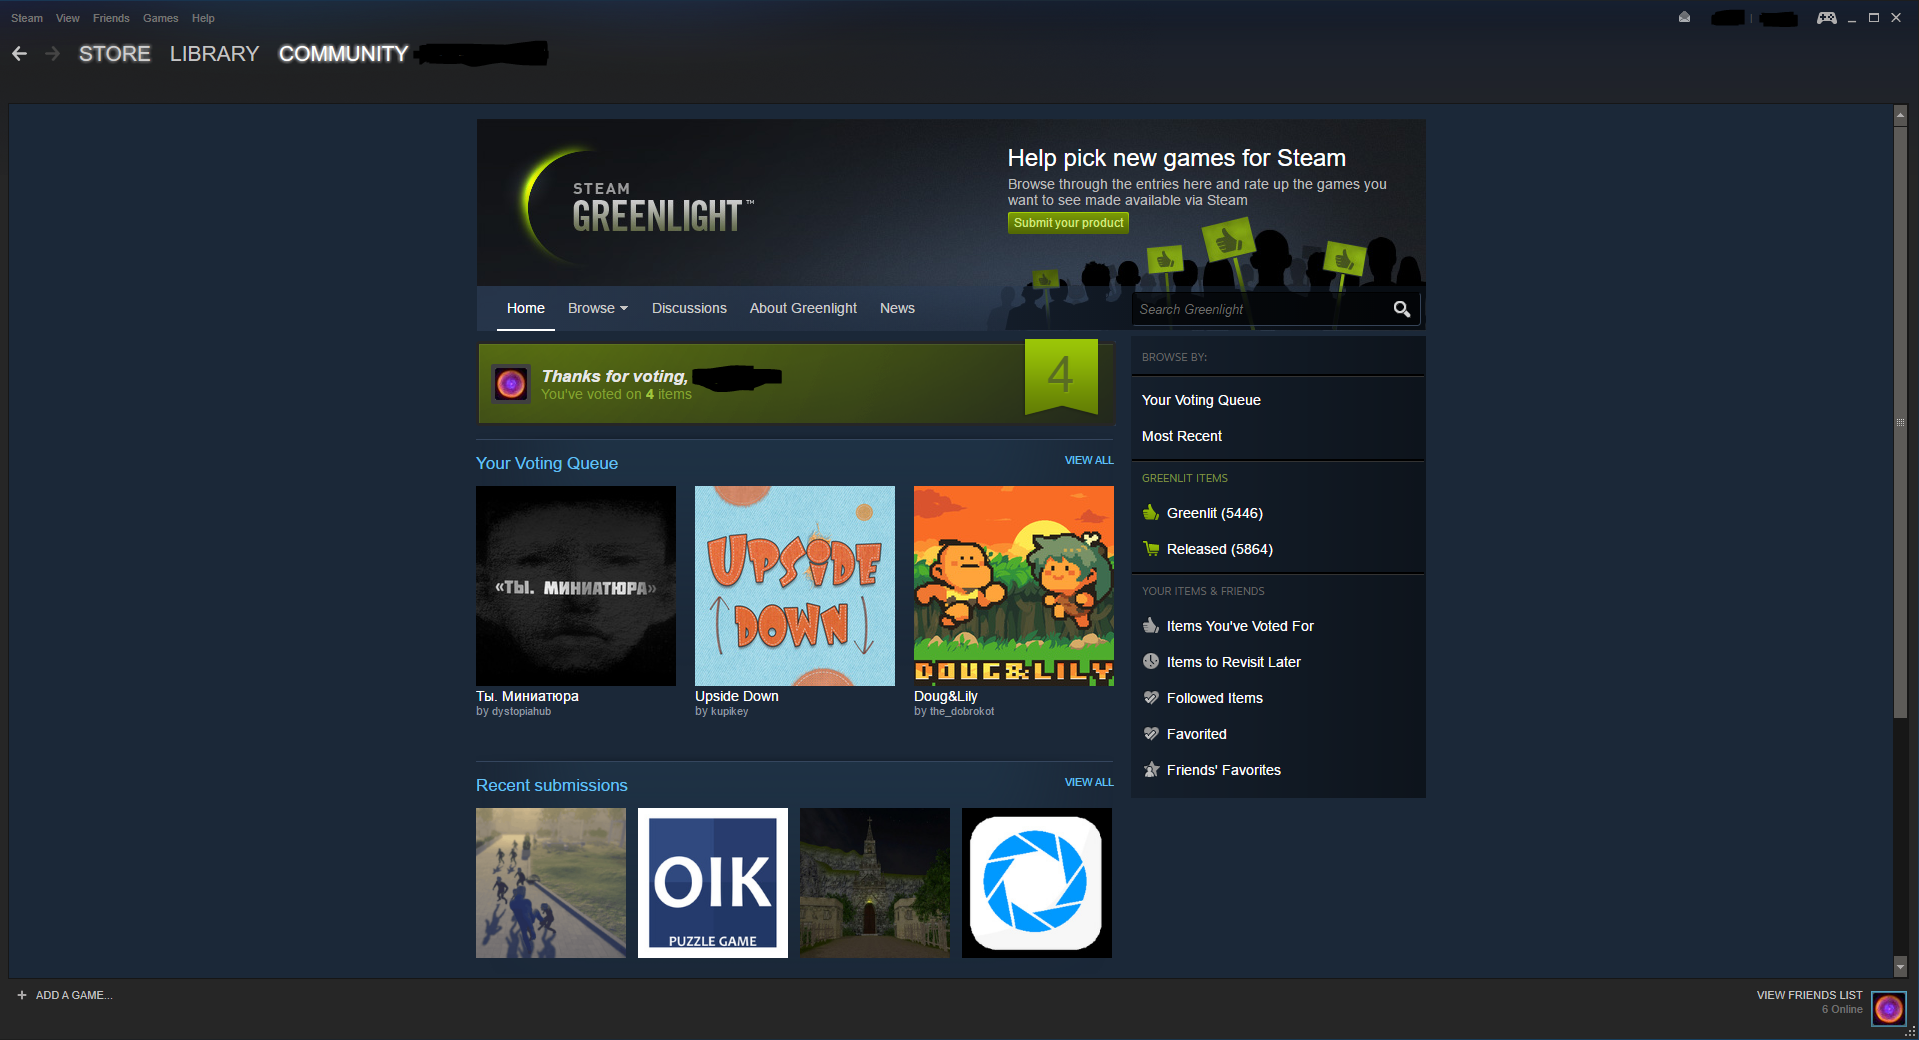 Steam View Friends Games Help
STORE LIBRARY COMMUNITY
STEAM
GREENLIGHT™
Help pick new games for Steam
Browse through the entries here and rate up the games you
want to see made available via Steam
Submit your product
Home Browse Discussions About Greenlight News
Search Greenlight
Thanks for voting,
You've voted on 4 items
4
Your Voting Queue
VIEW ALL
«ТЫ. МИНИАТЮРА»
UPSIDE
DOWN
DOUG&LILY
Ты. Миниатюра
by dystopiahub
Upside Down
by kupikey
Doug&Lily
by the_dobrokot
Recent submissions
VIEW ALL
OIK
PUZZLE GAME
BROWSE BY:
Your Voting Queue
Most Recent
GREENLIT ITEMS
Greenlit (5446)
Released (5864)
YOUR ITEMS & FRIENDS
Items You've Voted For
Items to Revisit Later
Followed Items
Favorited
Friends' Favorites
ADD A GAME...
VIEW FRIENDS LIST
6 Online